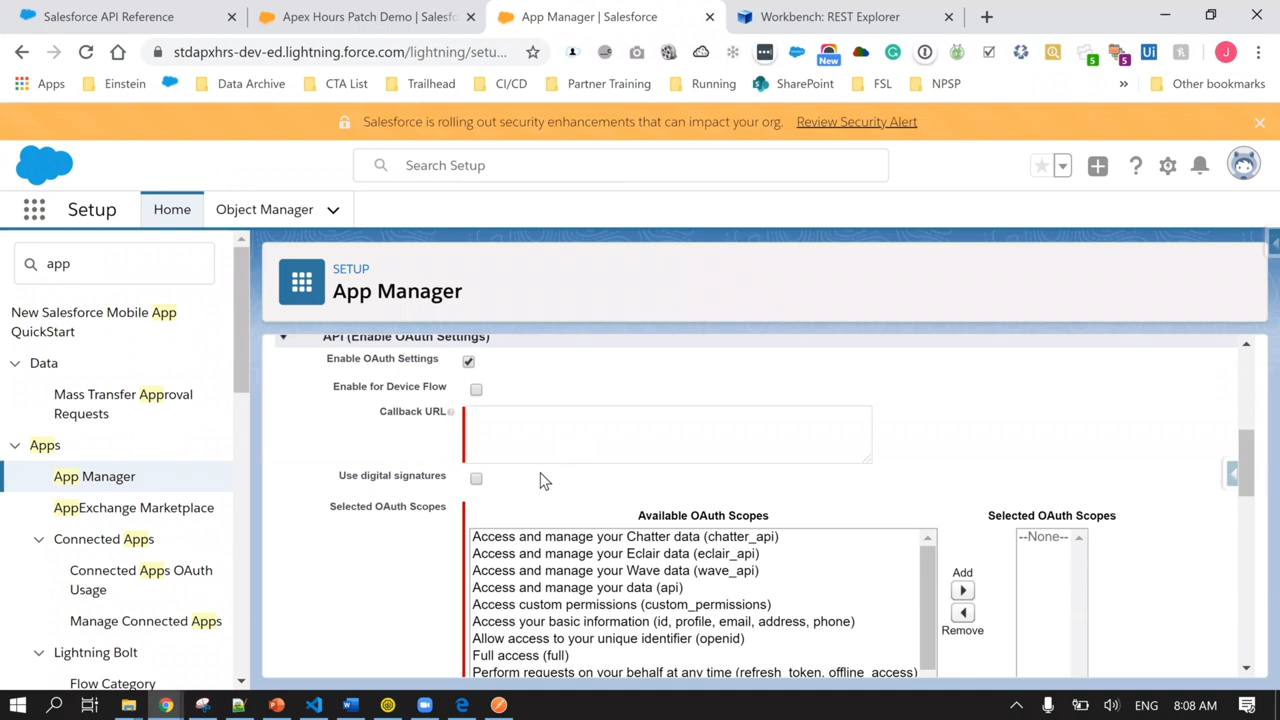 Salesforce API Reference
Apex Hours Patch Demo | Salesf
App Manager | Salesforce
Workbench: REST Explorer
stdapxhrs-dev-ed.lightning.force.com/lightning/setu...
New
5
5
Ui
J
Apps
Einstein
Data Archive
CTA List
Trailhead
CI/CD
Partner Training
Running
SharePoint
FSL
NPSP
»
Other bookmarks
Salesforce is rolling out security enhancements that can impact your org. Review Security Alert
Search Setup
Setup
Home
Object Manager
app
SETUP
App Manager
New Salesforce Mobile App
QuickStart
Data
Mass Transfer Approval
Requests
Apps
App Manager
AppExchange Marketplace
Connected Apps
Connected Apps OAuth
Usage
Manage Connected Apps
Lightning Bolt
Flow Category
API (Enable OAuth Settings)
Enable OAuth Settings
Enable for Device Flow
Callback URL
Use digital signatures
Selected OAuth Scopes
Available OAuth Scopes
Selected OAuth Scopes
Access and manage your Chatter data (chatter_api)
Access and manage your Eclair data (eclair_api)
Access and manage your Wave data (wave_api)
Access and manage your data (api)
Access custom permissions (custom_permissions)
Access your basic information (id, profile, email, address, phone)
Allow access to your unique identifier (openid)
Full access (full)
Perform requests on your behalf at any time (refresh_token, offline_access)
Add
Remove
--None--
ENG
8:08 AM